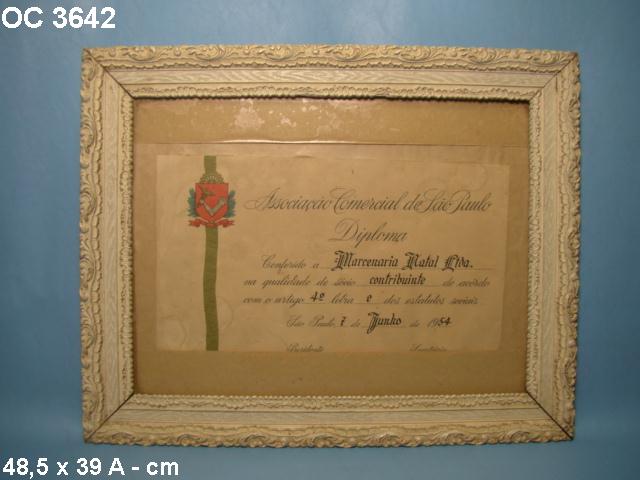 OC 3642
Associação Comercial de São Paulo
Diploma
Conferido a Marcenaria Natal Ltda.
na qualidade de sócio contribuinte de acôrdo
com o artigo 4º letra e dos estatutos sociais
São Paulo, 7 de Junho de 1954
Presidente Secretário
48,5 x 39 A - cm